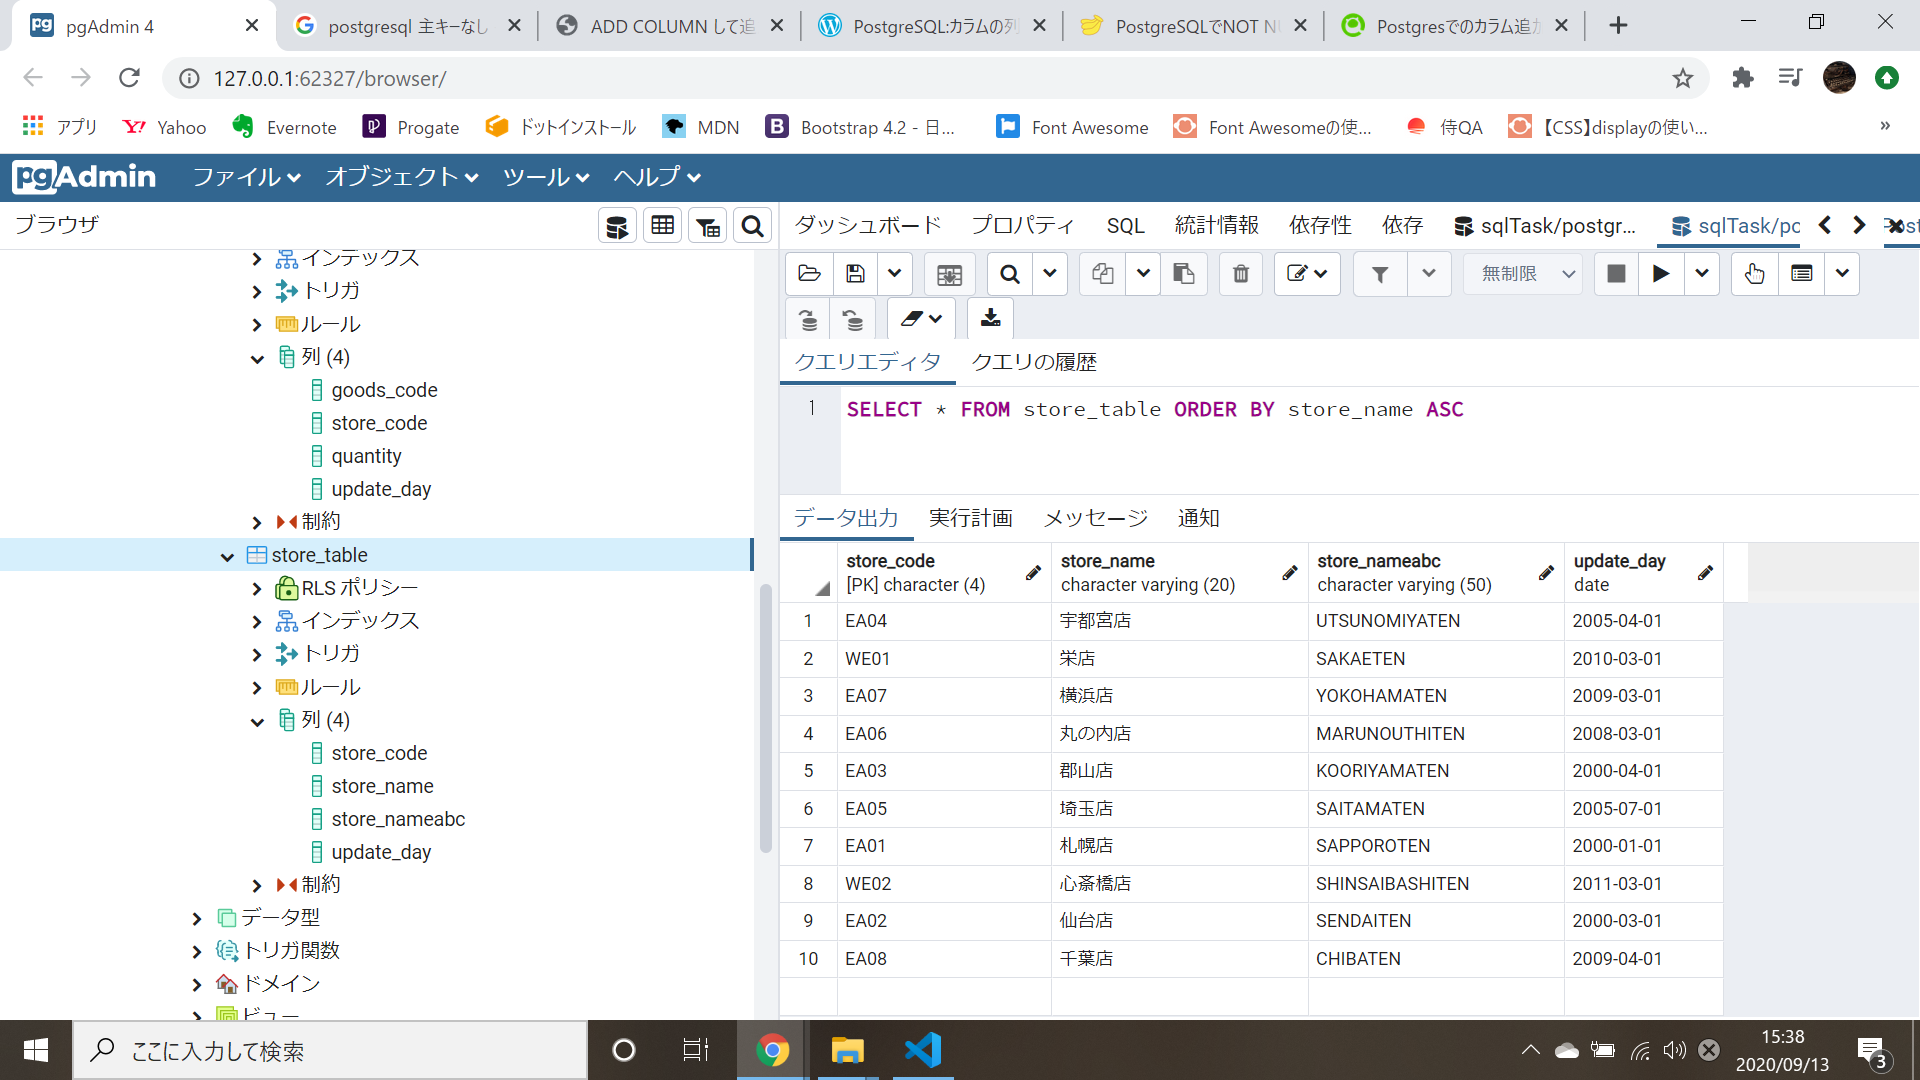 pgAdmin 4
postgresql 主キーなし
ADD COLUMN して追
PostgreSQL:カラムの列
PostgreSQLでNOT N
Postgresでのカラム追
127.0.0.1:62327/browser/
アプリ
Yahoo
Evernote
Progate
ドットインストール
MDN
Bootstrap 4.2 - 日...
Font Awesome
Font Awesomeの使...
侍QA
【CSS】displayの使い...
pgAdmin
ファイル
オブジェクト
ツール
ヘルプ
ブラウザ
ダッシュボード
プロパティ
SQL
統計情報
依存性
依存
sqlTask/postgr...
sqlTask/po
インデックス
トリガ
ルール
列 (4)
goods_code
store_code
quantity
update_day
制約
store_table
RLS ポリシー
インデックス
トリガ
ルール
列 (4)
store_code
store_name
store_nameabc
update_day
制約
データ型
トリガ関数
ドメイン
ビュー
無制限
クエリエディタ
クエリの履歴
1 SELECT * FROM store_table ORDER BY store_name ASC
データ出力
実行計画
メッセージ
通知
store_code store_name store_nameabc update_day
[PK] character (4) character varying (20) character varying (50) date
1 EA04 宇都宮店 UTSUNOMIYATEN 2005-04-01
2 WE01 栄店 SAKAETEN 2010-03-01
3 EA07 横浜店 YOKOHAMATEN 2009-03-01
4 EA06 丸の内店 MARUNOUTHITEN 2008-03-01
5 EA03 郡山店 KOORIYAMATEN 2000-04-01
6 EA05 埼玉店 SAITAMATEN 2005-07-01
7 EA01 札幌店 SAPPOROTEN 2000-01-01
8 WE02 心斎橋店 SHINSAIBASHITEN 2011-03-01
9 EA02 仙台店 SENDAITEN 2000-03-01
10 EA08 千葉店 CHIBATEN 2009-04-01
ここに入力して検索
15:38
2020/09/13
3